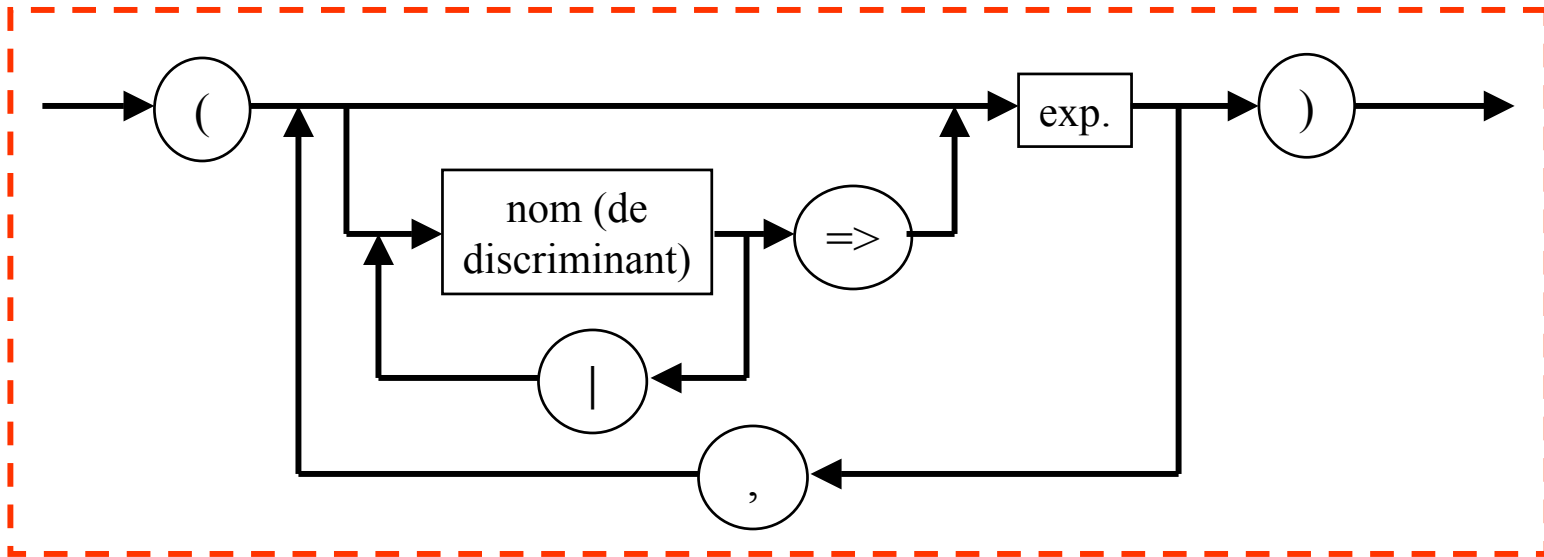 (
exp.
)
nom (de
discriminant)
=>
|
,